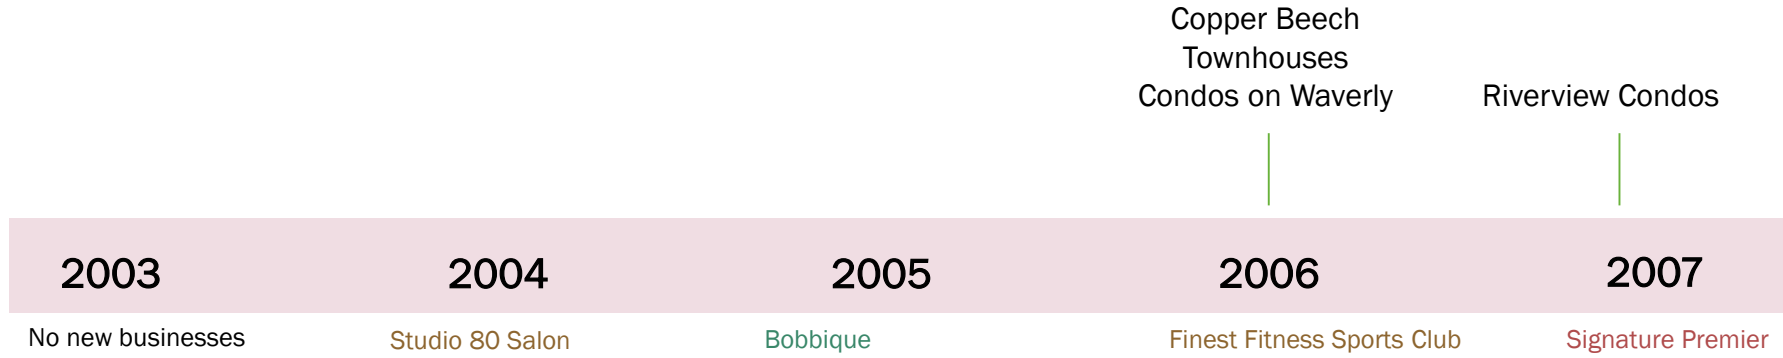 Copper Beech
Townhouses
Condos on Waverly
Riverview Condos
2003
2004
2005
2006
2007
No new businesses
Studio 80 Salon
Bobbique
Finest Fitness Sports Club
Signature Premier